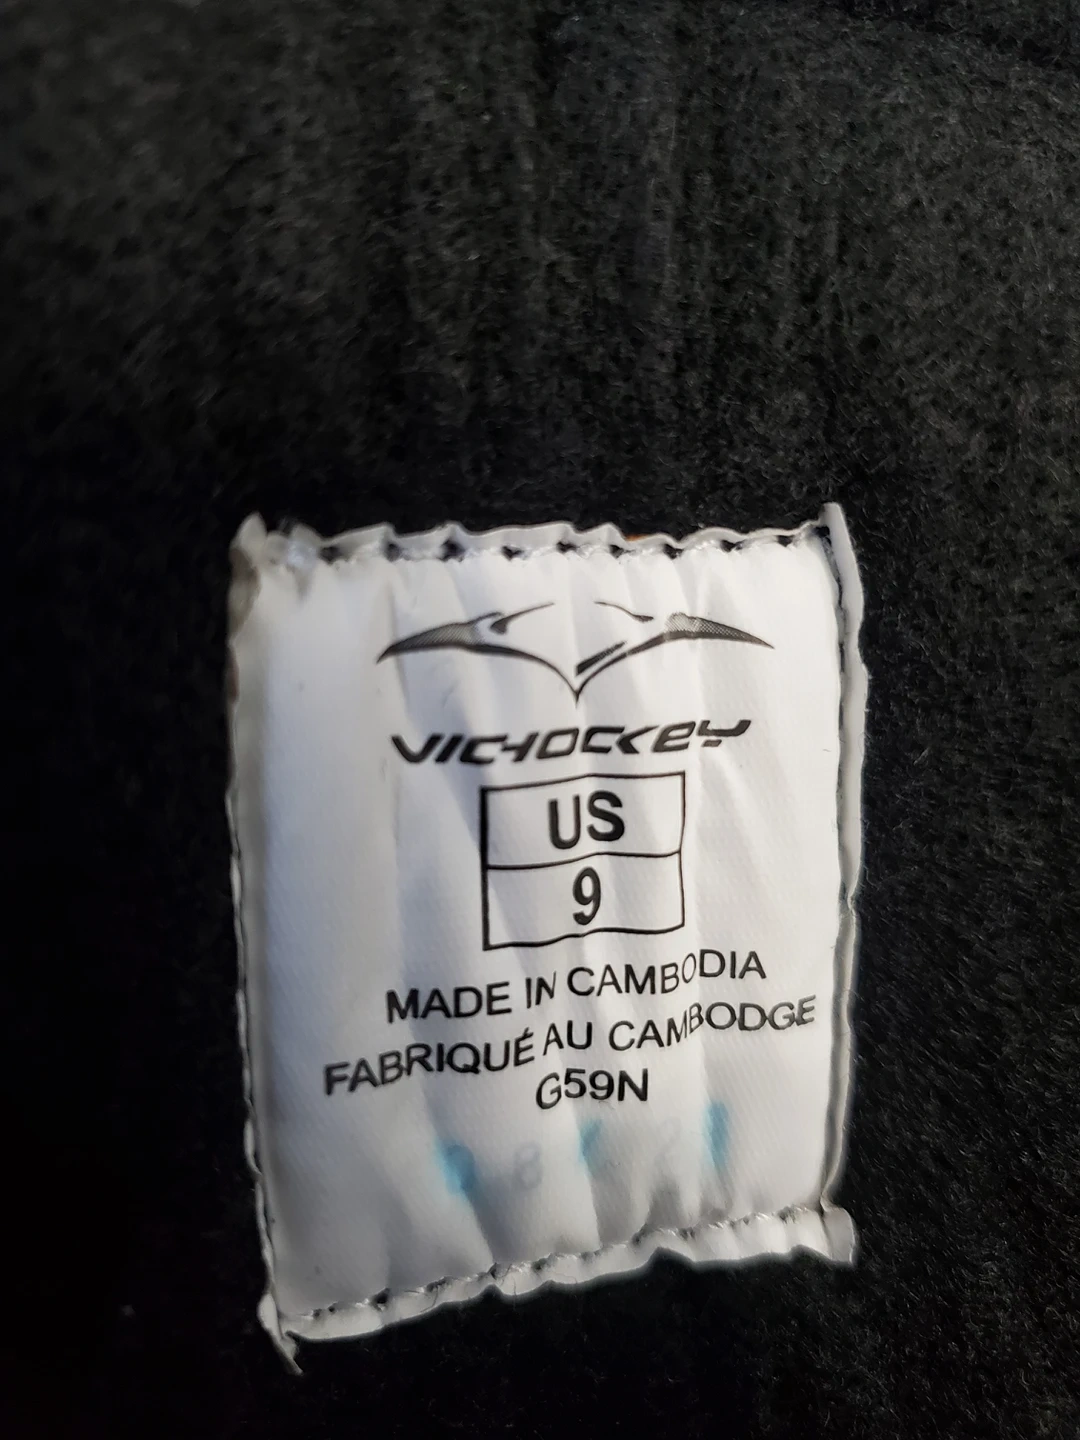 VICHOCKEY
US
9
MADE IN CAMBODIA
FABRIQUÉ AU CAMBODGE
G59N